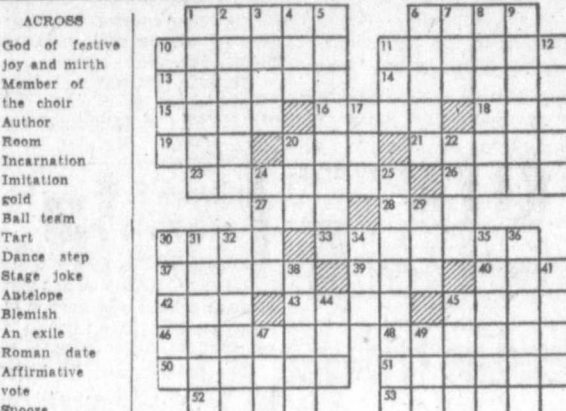 ACROSS
God of festive
joy and mirth
Member of
the choir
Author
Room
Incarnation
Imitation
gold
Ball team
Tart
Dance step
Stage joke
Antelope
Blemish
An exile
Roman date
Affirmative
vote
Snooze
1 2 3 4 5 6 7 8 9
10 11 12
13 14
15 16 17 18
19 20 21 22
23 24 25 26
27 28 29
30 31 32 33 34 35 36
37 38 39 40 41
42 43 44 45
46 47 48 49
50 51
52 53